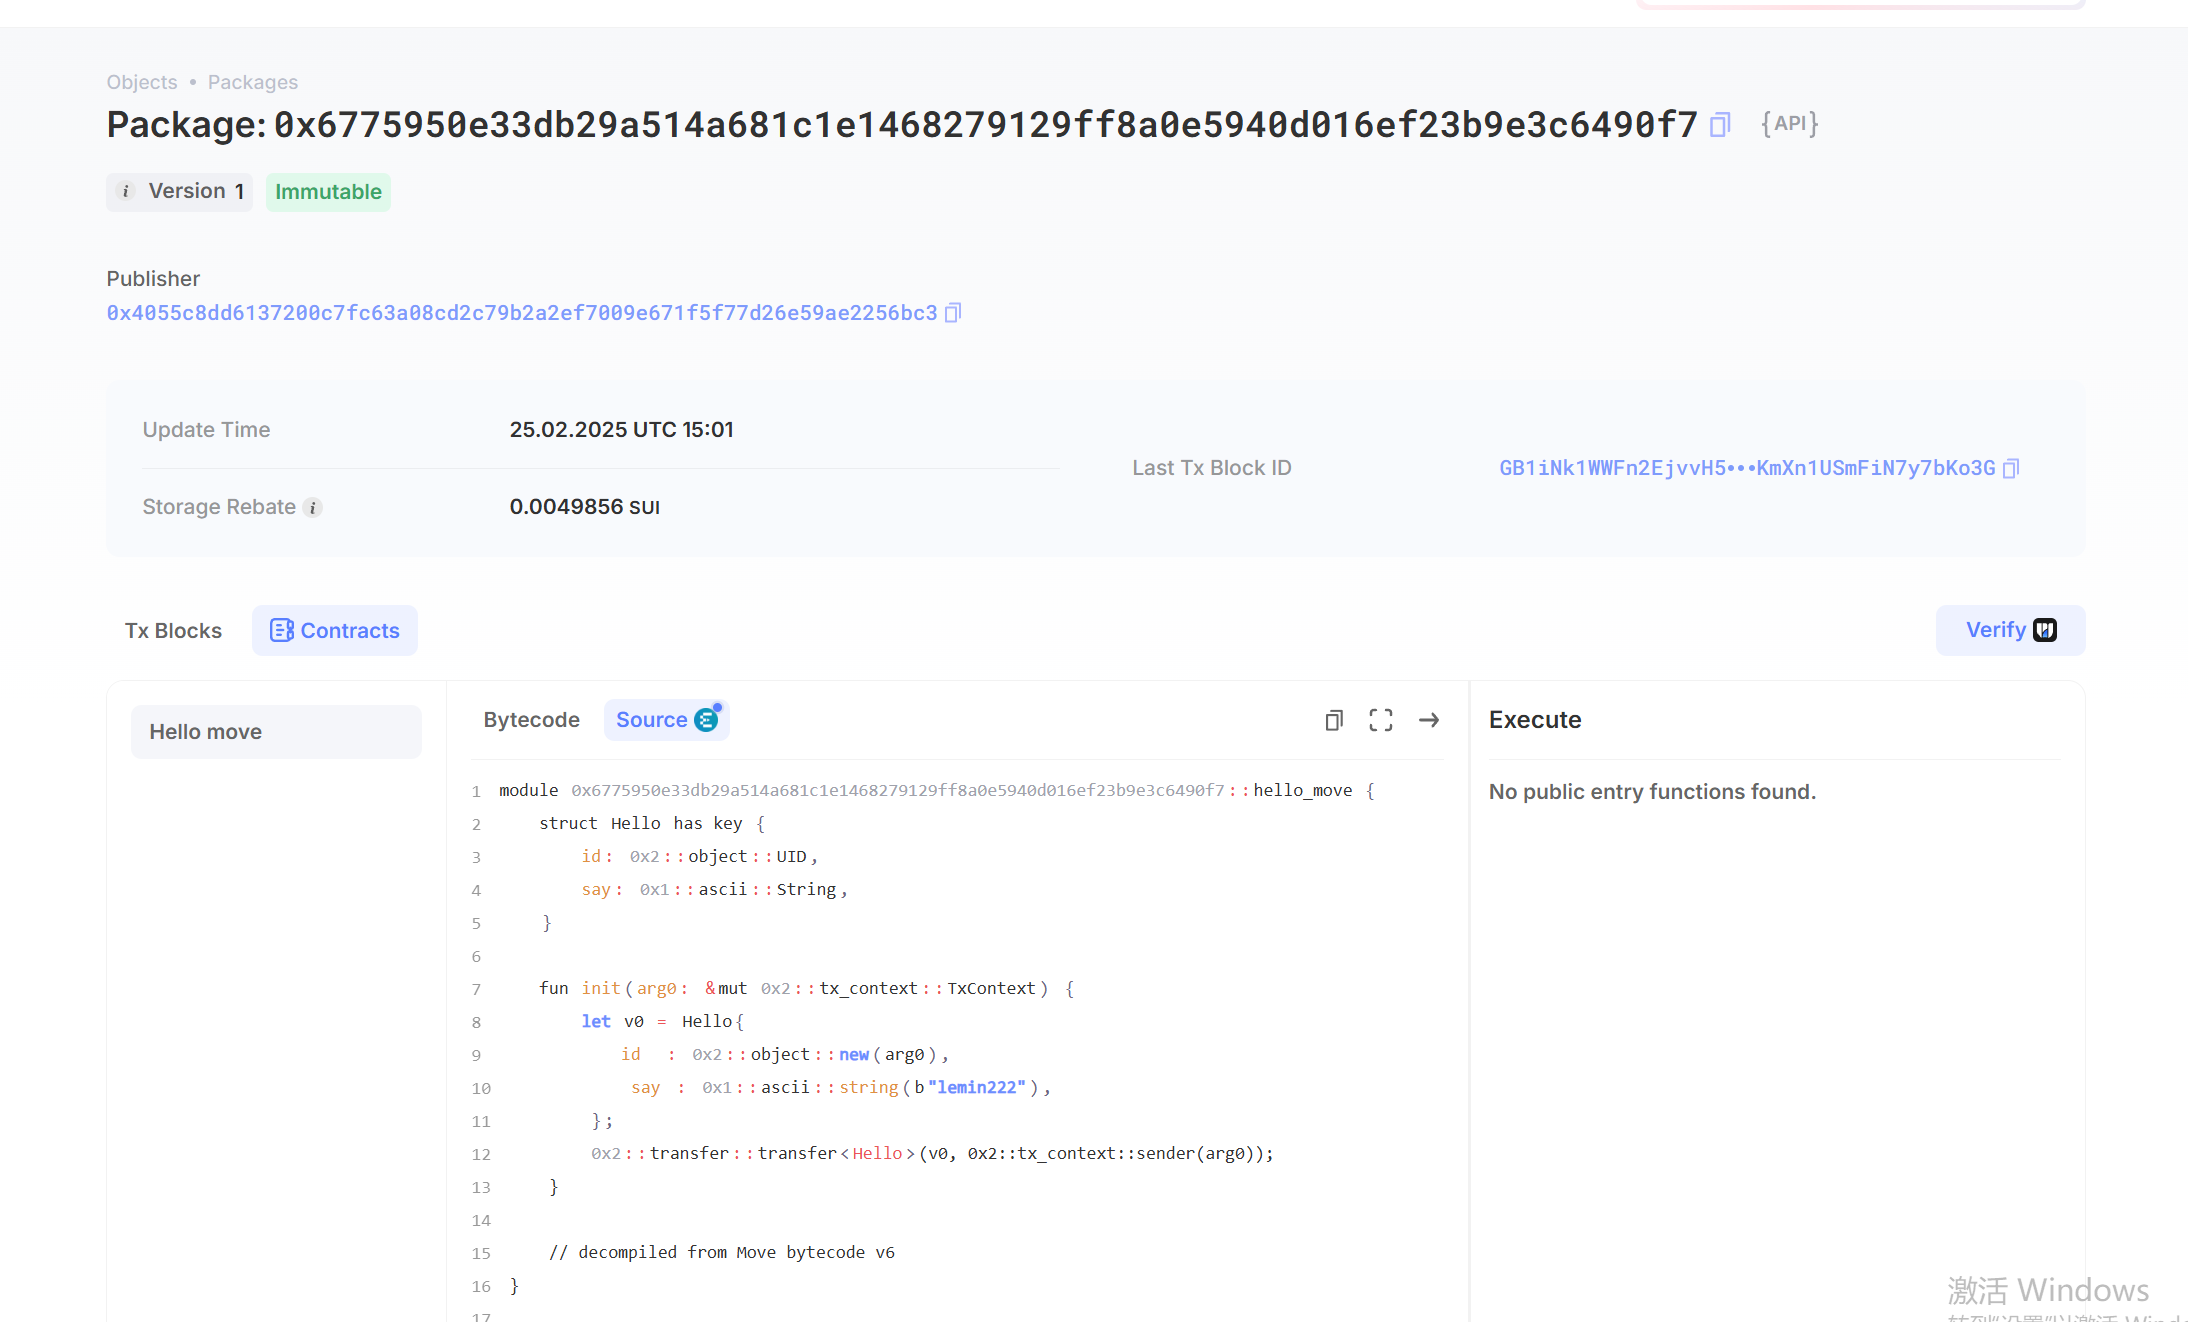 Objects • Packages
Package: 0x6775950e33db29a514a681c1e1468279129ff8a0e5940d016ef23b9e3c6490f7 {API}
i Version 1 Immutable
Publisher
0x4055c8dd6137200c7fc63a08cd2c79b2a2ef7009e671f5f77d26e59ae2256bc3
Update Time 25.02.2025 UTC 15:01
Last Tx Block ID GB1iNk1WWFn2EjvvH5•••KmXn1USmFiN7y7bKo3G
Storage Rebate i 0.0049856 SUI
Tx Blocks Contracts Verify
Hello move
Bytecode Source
1 module 0x6775950e33db29a514a681c1e1468279129ff8a0e5940d016ef23b9e3c6490f7::hello_move {
2 struct Hello has key {
3 id: 0x2::object::UID,
4 say: 0x1::ascii::String,
5 }
6
7 fun init(arg0: &mut 0x2::tx_context::TxContext) {
8 let v0 = Hello{
9 id : 0x2::object::new(arg0),
10 say : 0x1::ascii::string(b"lemin222"),
11 };
12 0x2::transfer::transfer<Hello>(v0, 0x2::tx_context::sender(arg0));
13 }
14
15 // decompiled from Move bytecode v6
16 }
17
Execute
No public entry functions found.
激活 Windows